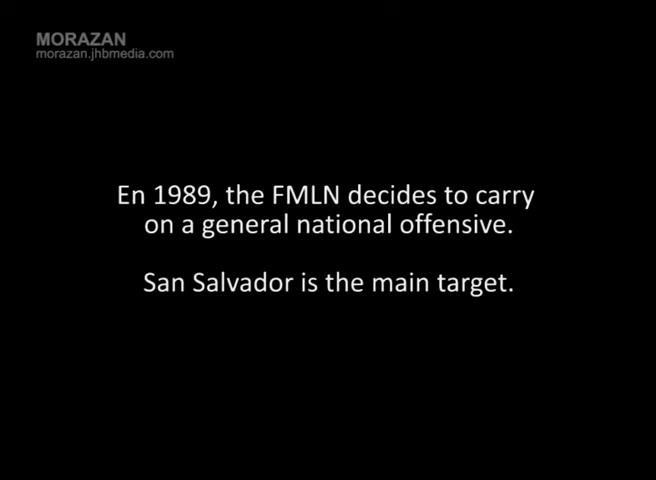 MORAZAN
morazan.jhbmedia.com
En 1989, the FMLN decides to carry
on a general national offensive.
San Salvador is the main target.